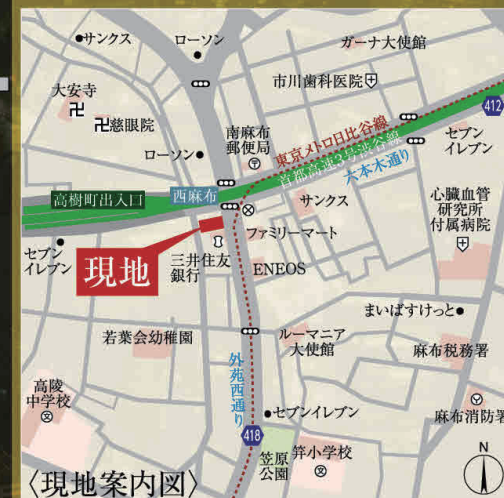 サンクス
ローソン
ガーナ大使館
大安寺
市川歯科医院
412
慈眼院
南麻布
郵便局
東京メトロ日比谷線
首都高速3号渋谷線
六本木通り
セブン
イレブン
ローソン
高樹町出入口
西麻布
サンクス
心臓血管
研究所
付属病院
セブン
イレブン
現地
三井住友
銀行
ファミリーマート
ENEOS
まいばすけっと
若葉会幼稚園
ルーマニア
大使館
麻布税務署
外苑西通り
高陵
中学校
セブンイレブン
麻布消防署
418
笠原
公園
笄小学校
N
〈現地案内図〉